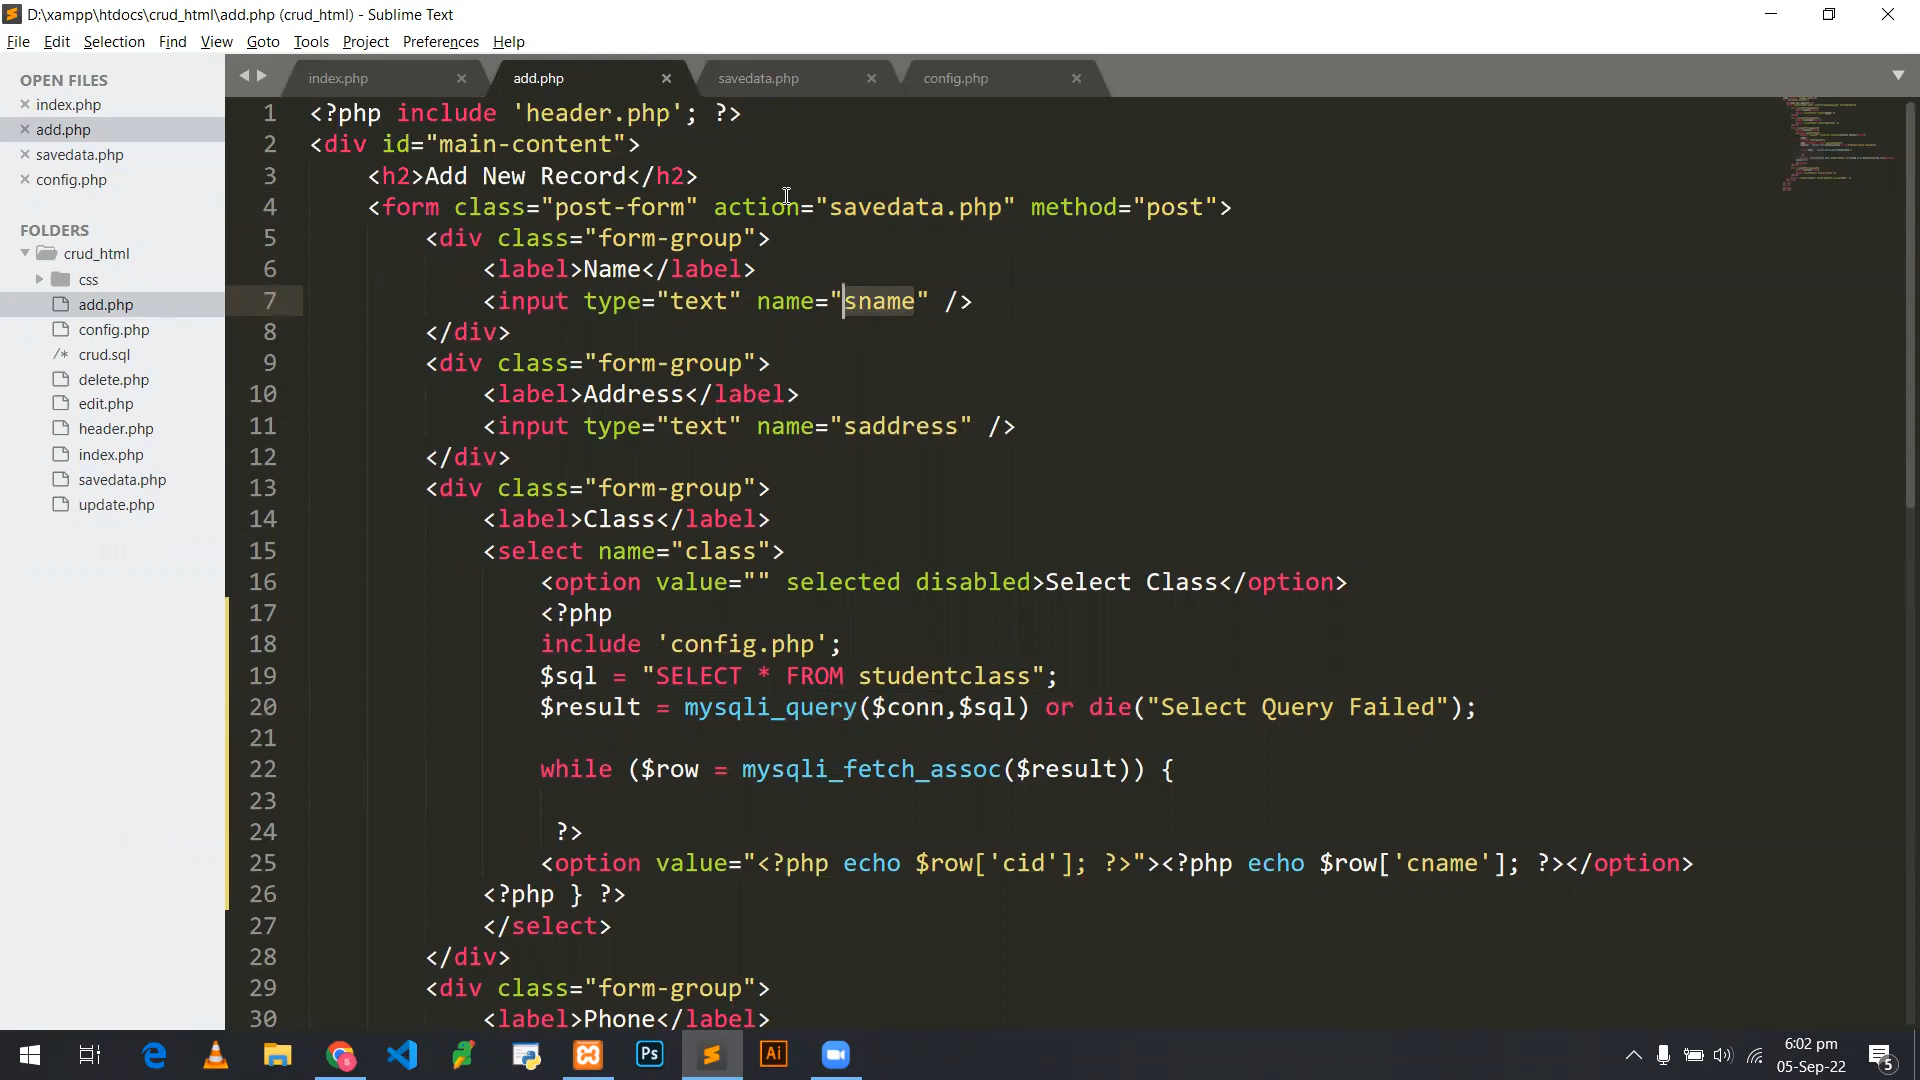 D:\xampp\htdocs\crud_html\add.php (crud_html) - Sublime Text
File Edit Selection Find View Goto Tools Project Preferences Help
OPEN FILES
index.php
add.php
savedata.php
config.php
FOLDERS
crud_html
css
add.php
config.php
/* crud.sql
delete.php
edit.php
header.php
index.php
savedata.php
update.php
index.php add.php savedata.php config.php
1 <?php include 'header.php'; ?>
2 <div id="main-content">
3 <h2>Add New Record</h2>
4 <form class="post-form" action="savedata.php" method="post">
5 <div class="form-group">
6 <label>Name</label>
7 <input type="text" name="sname" />
8 </div>
9 <div class="form-group">
10 <label>Address</label>
11 <input type="text" name="saddress" />
12 </div>
13 <div class="form-group">
14 <label>Class</label>
15 <select name="class">
16 <option value="" selected disabled>Select Class</option>
17 <?php
18 include 'config.php';
19 $sql = "SELECT * FROM studentclass";
20 $result = mysqli_query($conn,$sql) or die("Select Query Failed");
21
22 while ($row = mysqli_fetch_assoc($result)) {
23
24 ?>
25 <option value="<?php echo $row['cid']; ?>"><?php echo $row['cname']; ?></option>
26 <?php } ?>
27 </select>
28 </div>
29 <div class="form-group">
30 <label>Phone</label>
Ps
Ai
6:02 pm
05-Sep-22
5